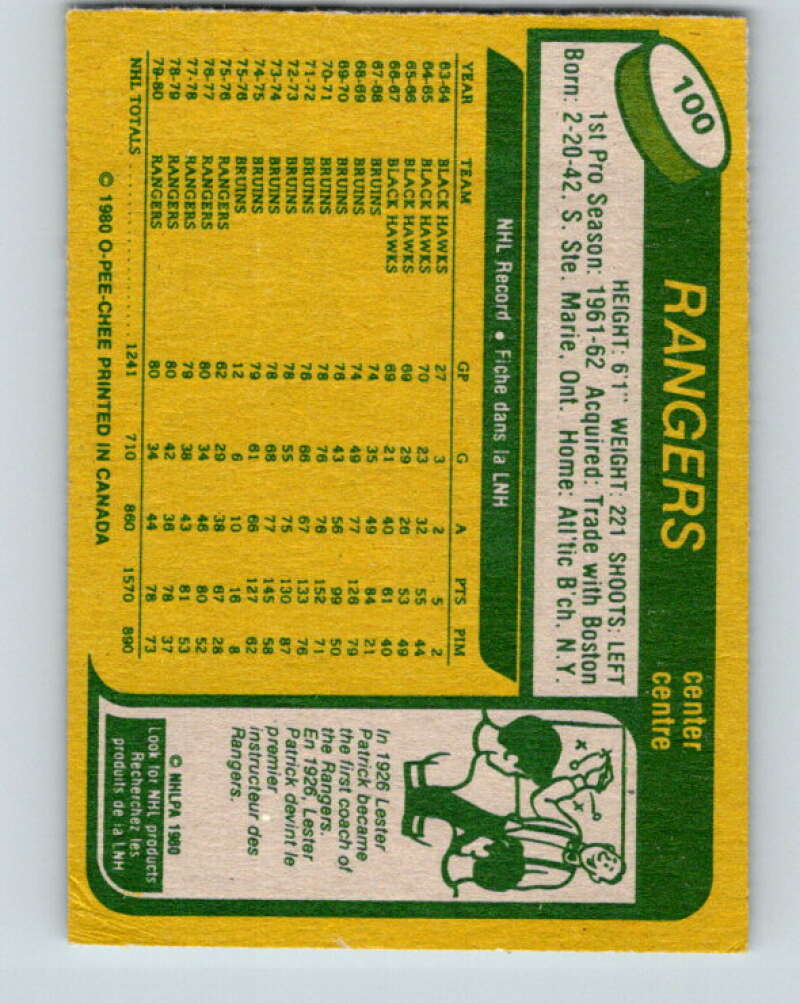 100
RANGERS
center
centre
HEIGHT: 6'1" WEIGHT: 221 SHOOTS: LEFT
1st Pro Season: 1961-62 Acquired: Trade with Boston
Born: 2-20-42. S. Ste. Marie. Ont. Home: Atl'tic B'ch. N.Y.
NHL Record • Fiche dans la LNH
YEAR TEAM GP G A PTS PIM
63-64 BLACK HAWKS 27 3 2 5 2
64-65 BLACK HAWKS 70 23 32 55 44
65-66 BLACK HAWKS 69 29 26 53 49
66-67 BLACK HAWKS 69 21 40 61 40
67-68 BRUINS 74 35 49 84 21
68-69 BRUINS 74 49 77 126 79
69-70 BRUINS 76 43 56 99 50
70-71 BRUINS 78 76 76 152 71
71-72 BRUINS 76 66 67 133 76
72-73 BRUINS 78 55 75 130 87
73-74 BRUINS 78 68 77 145 58
74-75 BRUINS 79 61 66 127 62
75-76 BRUINS 12 6 10 16 8
75-76 RANGERS 62 29 38 67 28
76-77 RANGERS 80 34 46 80 52
77-78 RANGERS 79 38 43 81 53
78-79 RANGERS 80 42 36 78 37
79-80 RANGERS 80 34 44 78 73
NHL TOTALS 1241 710 860 1570 890
© 1980 O-PEE-CHEE PRINTED IN CANADA
In 1926 Lester
Patrick became
the first coach of
the Rangers.
En 1926, Lester
Patrick devint le
premier
instructeur des
Rangers.
© NHLPA 1980
Look for NHL products
Recherchez les
produits de la LNH